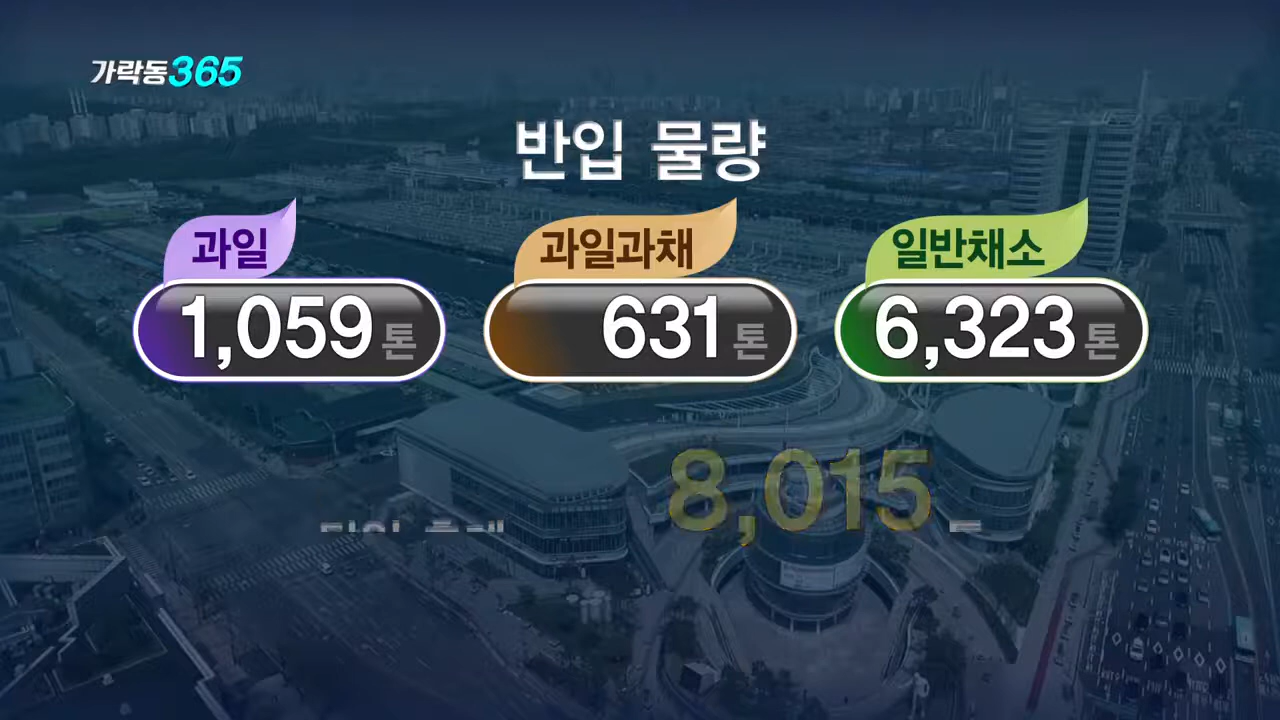 가락동365
반입 물량
과일
1,059톤
과일과채
631톤
일반채소
6,323톤
8,015